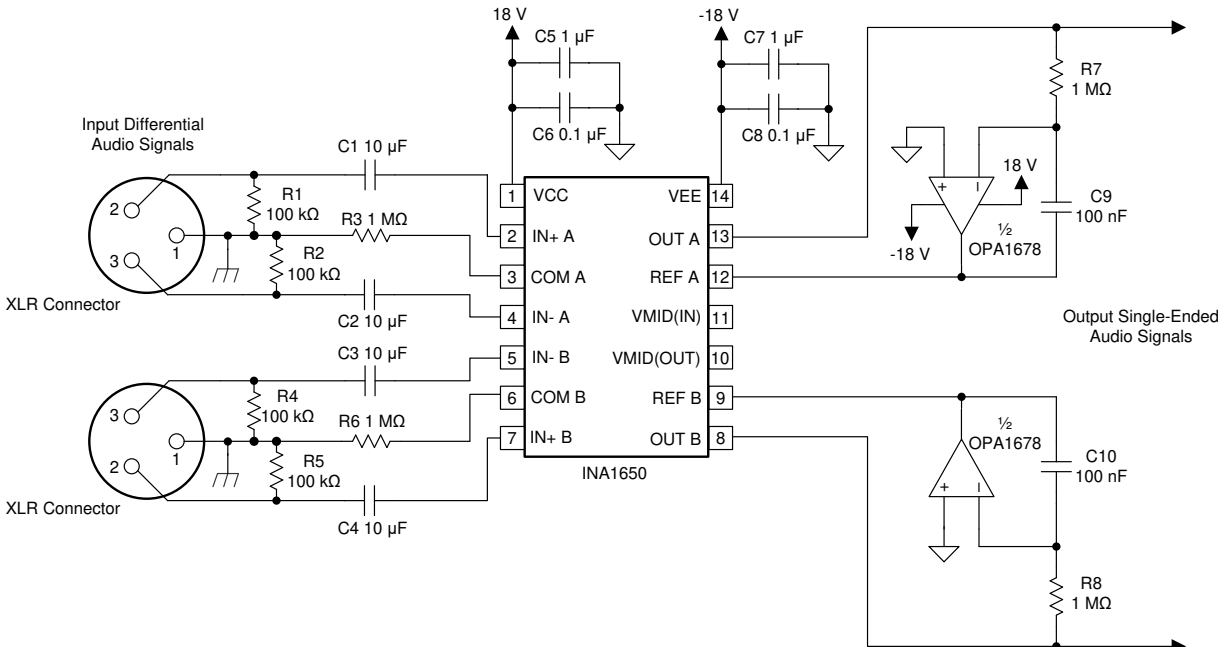 18 V
C5 1 µF
C6 0.1 µF
-18 V
C7 1 µF
C8 0.1 µF
R7
1 MΩ
Input Differential
Audio Signals
C1 10 µF
R1
100 kΩ
R3 1 MΩ
R2
100 kΩ
C2 10 µF
2
1
3
XLR Connector
C3 10 µF
R4
100 kΩ
R6 1 MΩ
R5
100 kΩ
C4 10 µF
3
1
2
XLR Connector
1 VCC
2 IN+ A
3 COM A
4 IN- A
5 IN- B
6 COM B
7 IN+ B
VEE 14
OUT A 13
REF A 12
VMID(IN) 11
VMID(OUT) 10
REF B 9
OUT B 8
INA1650
+
–
18 V
-18 V
½
OPA1678
C9
100 nF
Output Single-Ended
Audio Signals
½
OPA1678
+
–
C10
100 nF
R8
1 MΩ